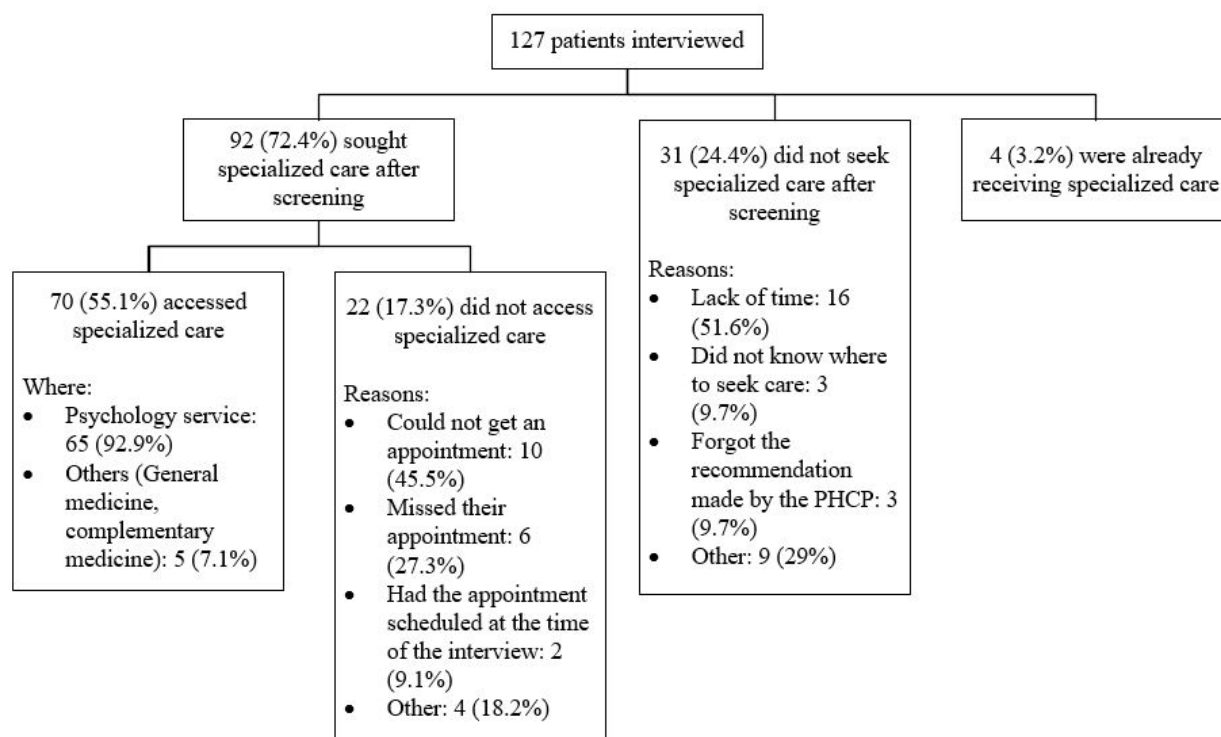 127 patients interviewed
92 (72.4%) sought
specialized care after
screening
31 (24.4%) did not seek
specialized care after
screening
Reasons:
• Lack of time: 16
(51.6%)
• Did not know where
to seek care: 3
(9.7%)
• Forgot the
recommendation
made by the PHCP: 3
(9.7%)
• Other: 9 (29%)
4 (3.2%) were already
receiving specialized care
70 (55.1%) accessed
specialized care
Where:
• Psychology service:
65 (92.9%)
• Others (General
medicine,
complementary
medicine): 5 (7.1%)
22 (17.3%) did not access
specialized care
Reasons:
• Could not get an
appointment: 10
(45.5%)
• Missed their
appointment: 6
(27.3%)
• Had the appointment
scheduled at the time
of the interview: 2
(9.1%)
• Other: 4 (18.2%)